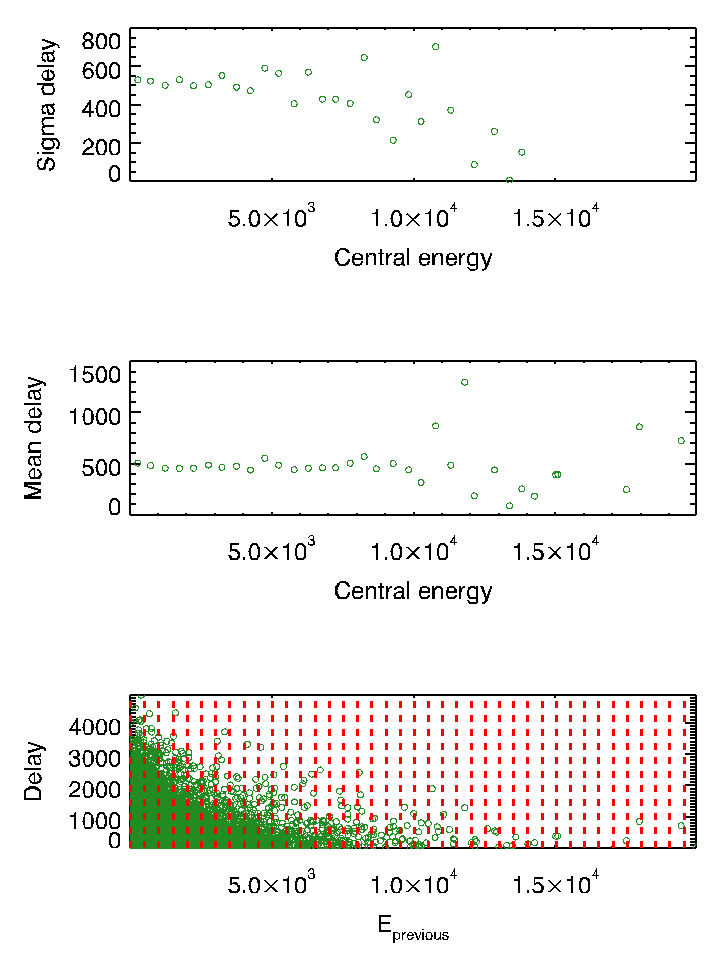 Sigma delay
800
600
400
200
0
5.0×10³ 1.0×10⁴ 1.5×10⁴
Central energy
Mean delay
1500
1000
500
0
5.0×10³ 1.0×10⁴ 1.5×10⁴
Central energy
Delay
4000
3000
2000
1000
0
5.0×10³ 1.0×10⁴ 1.5×10⁴
E_previous